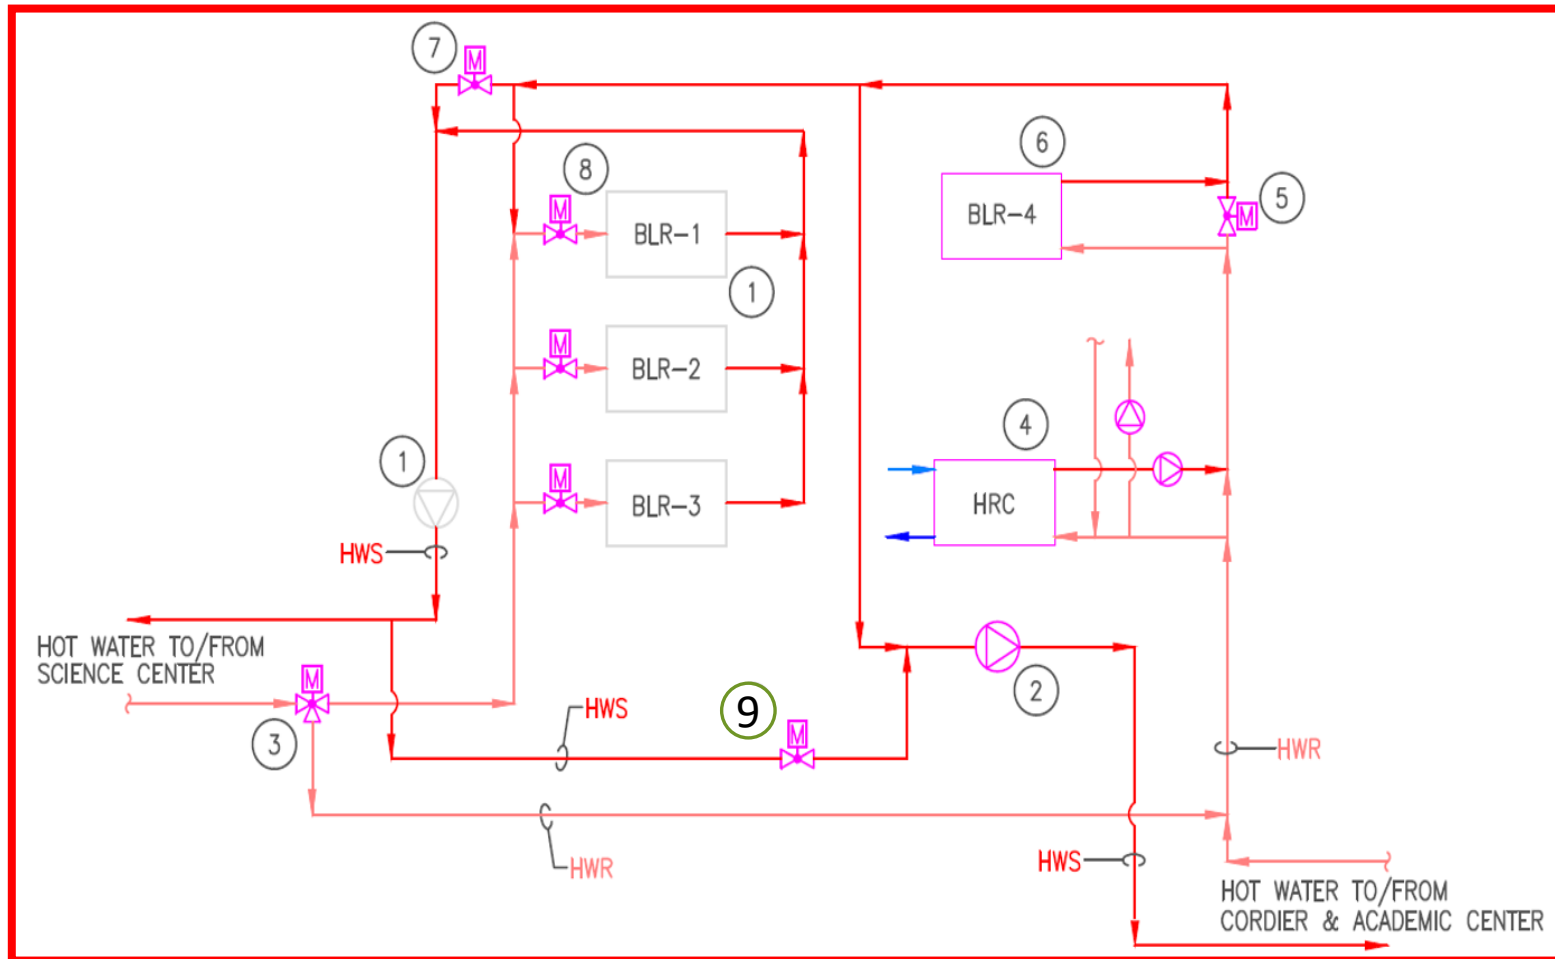 7
M
6
8
5
M
M
BLR-4
BLR-1
1
M
BLR-2
4
1
M
HRC
BLR-3
HWS
HOT WATER TO/FROM
SCIENCE CENTER
M
2
9
HWS
3
M
HWR
HWR
HWS
HOT WATER TO/FROM
CORDIER & ACADEMIC CENTER